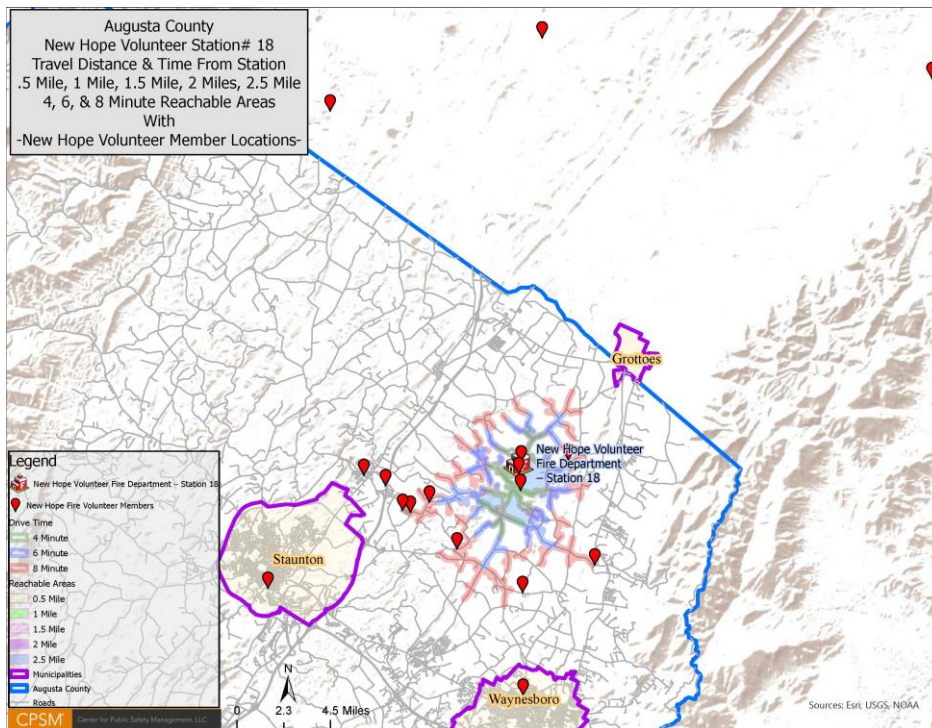 Augusta County
New Hope Volunteer Station# 18
Travel Distance & Time From Station
.5 Mile, 1 Mile, 1.5 Mile, 2 Miles, 2.5 Mile
4, 6, & 8 Minute Reachable Areas
With
-New Hope Volunteer Member Locations-
Grottoes
New Hope Volunteer
Fire Department
– Station 18
Staunton
Waynesboro
Legend
New Hope Volunteer Fire Department – Station 18
New Hope Fire Volunteer Members
Drive Time
4 Minute
6 Minute
8 Minute
Reachable Areas
0.5 Mile
1 Mile
1.5 Mile
2 Mile
2.5 Mile
Municipalities
Augusta County
Roads
N
0 2.3 4.5 Miles
CPSM
Center for Public Safety Management, LLC
Sources: Esri, USGS, NOAA